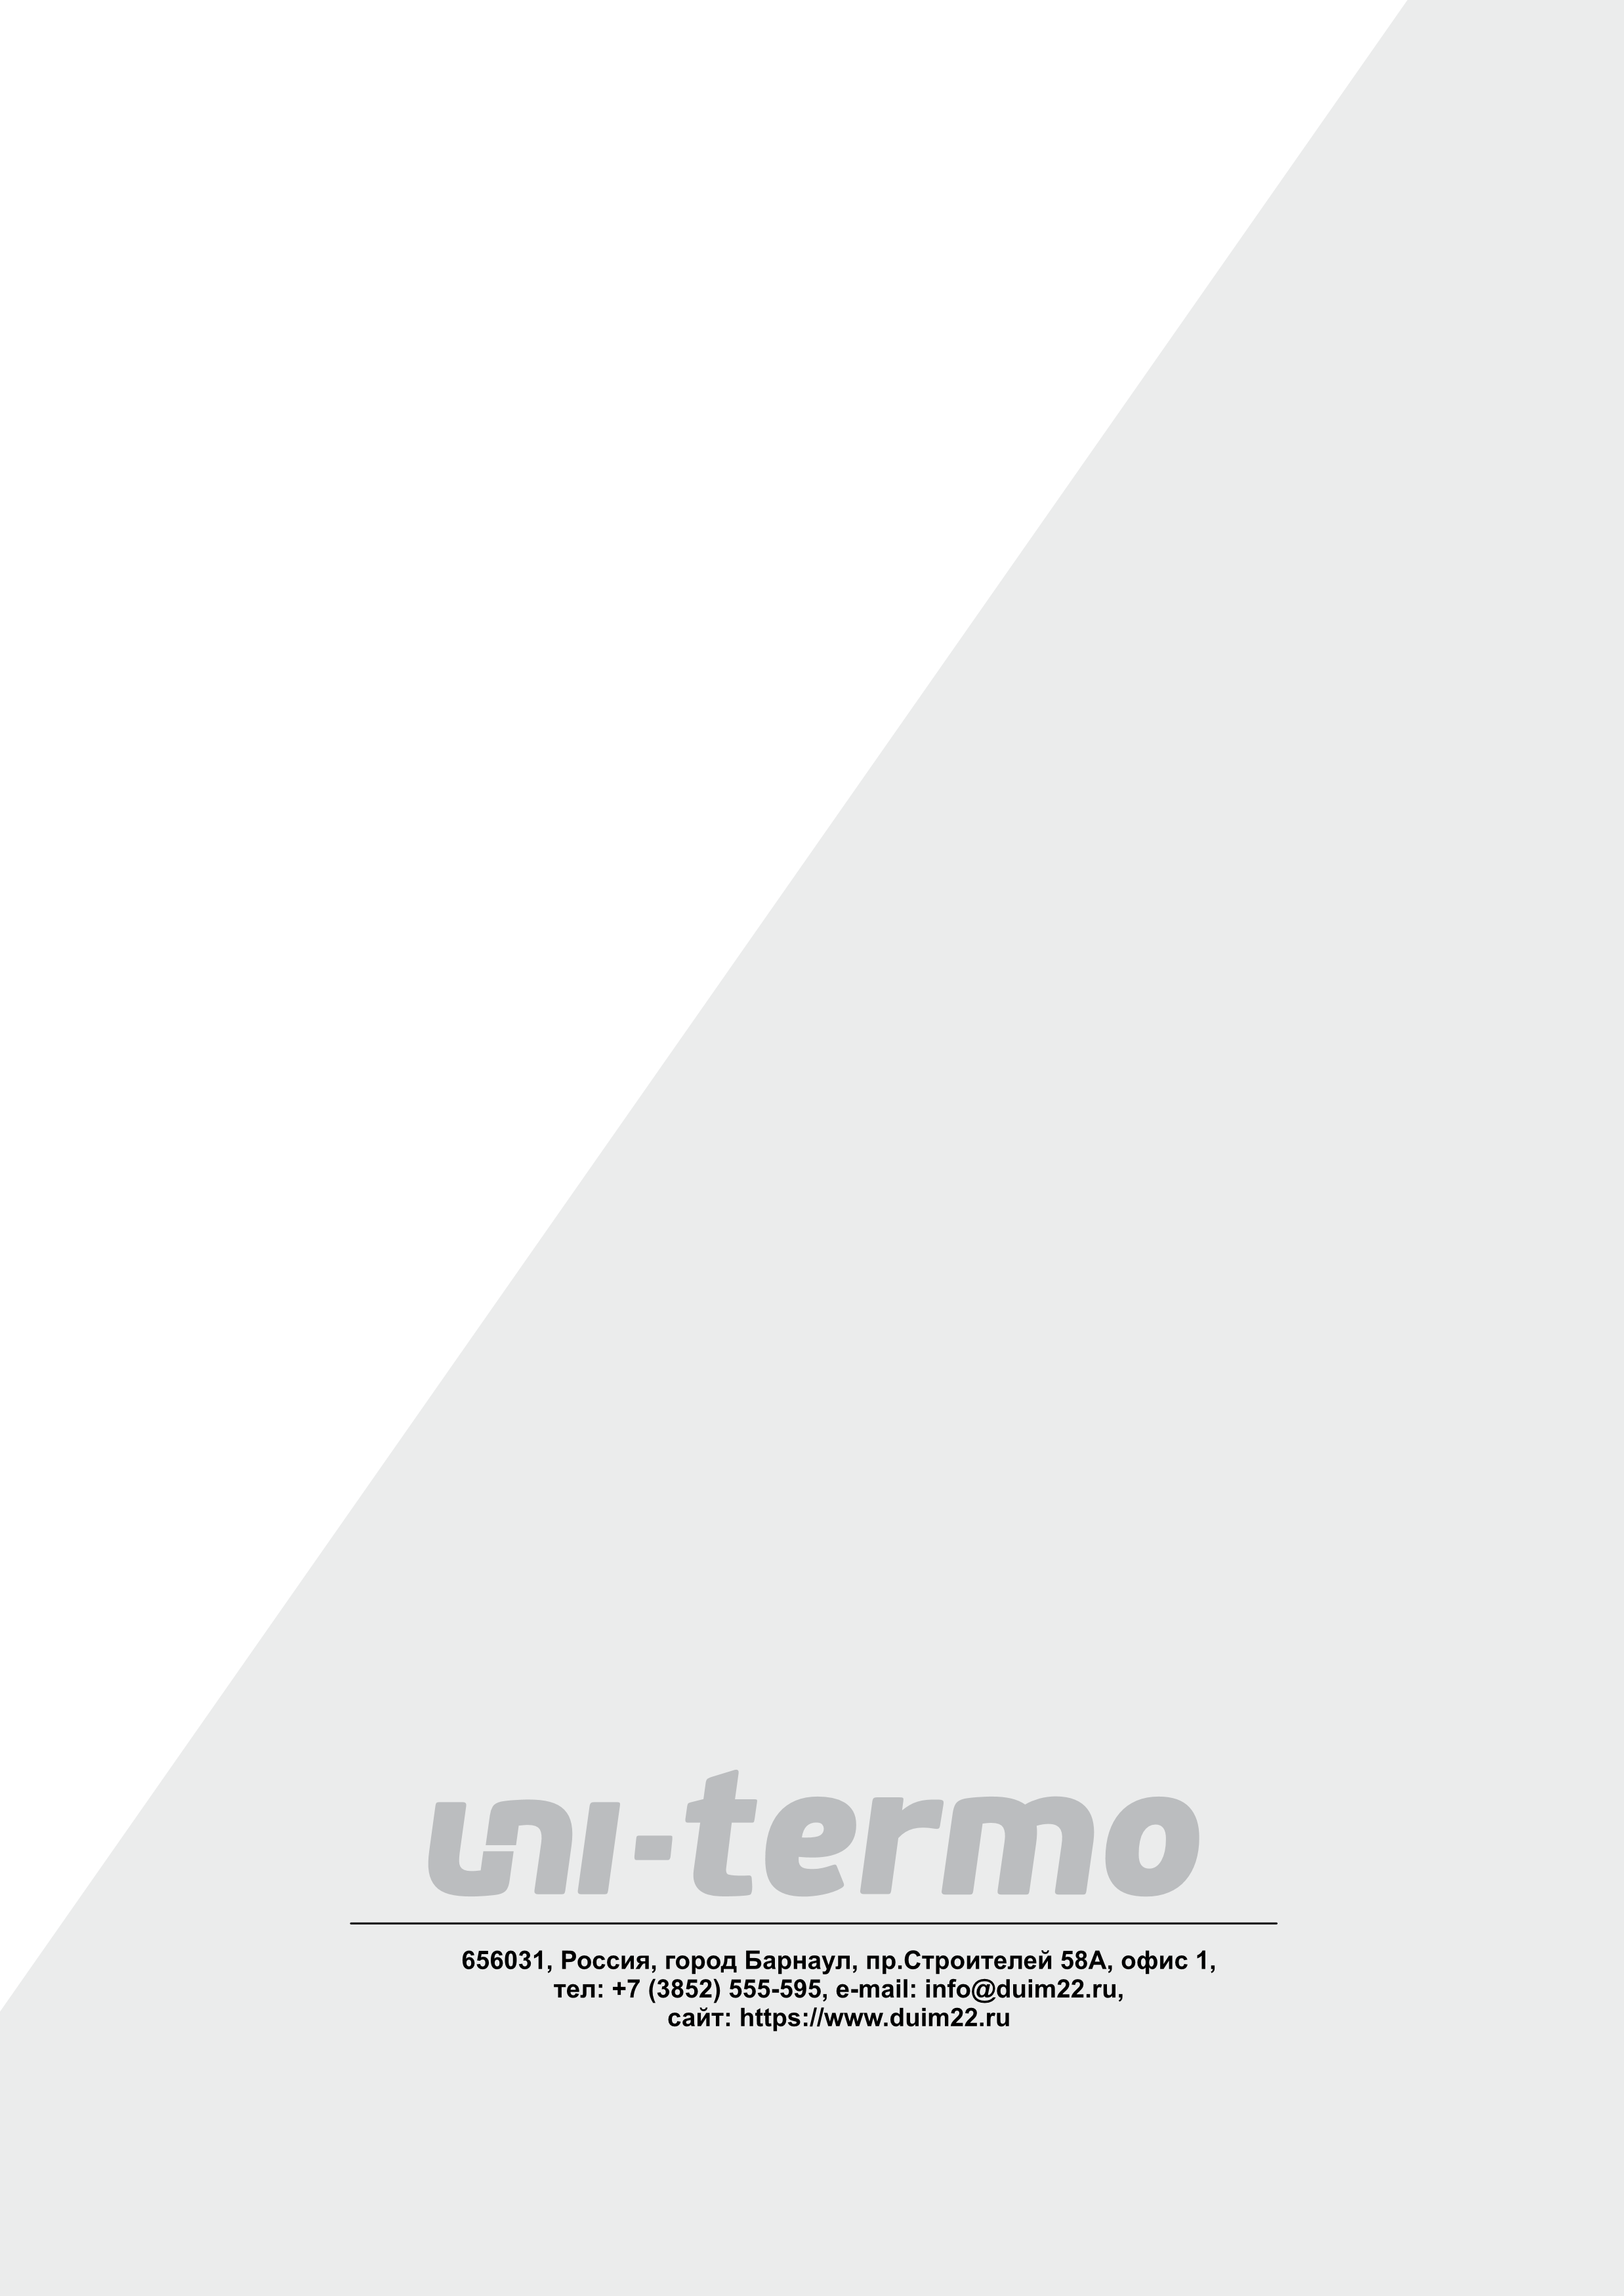 uni-termo
656031, Россия, город Барнаул, пр.Строителей 58А, офис 1,
тел: +7 (3852) 555-595, e-mail: info@duim22.ru,
сайт: https://www.duim22.ru